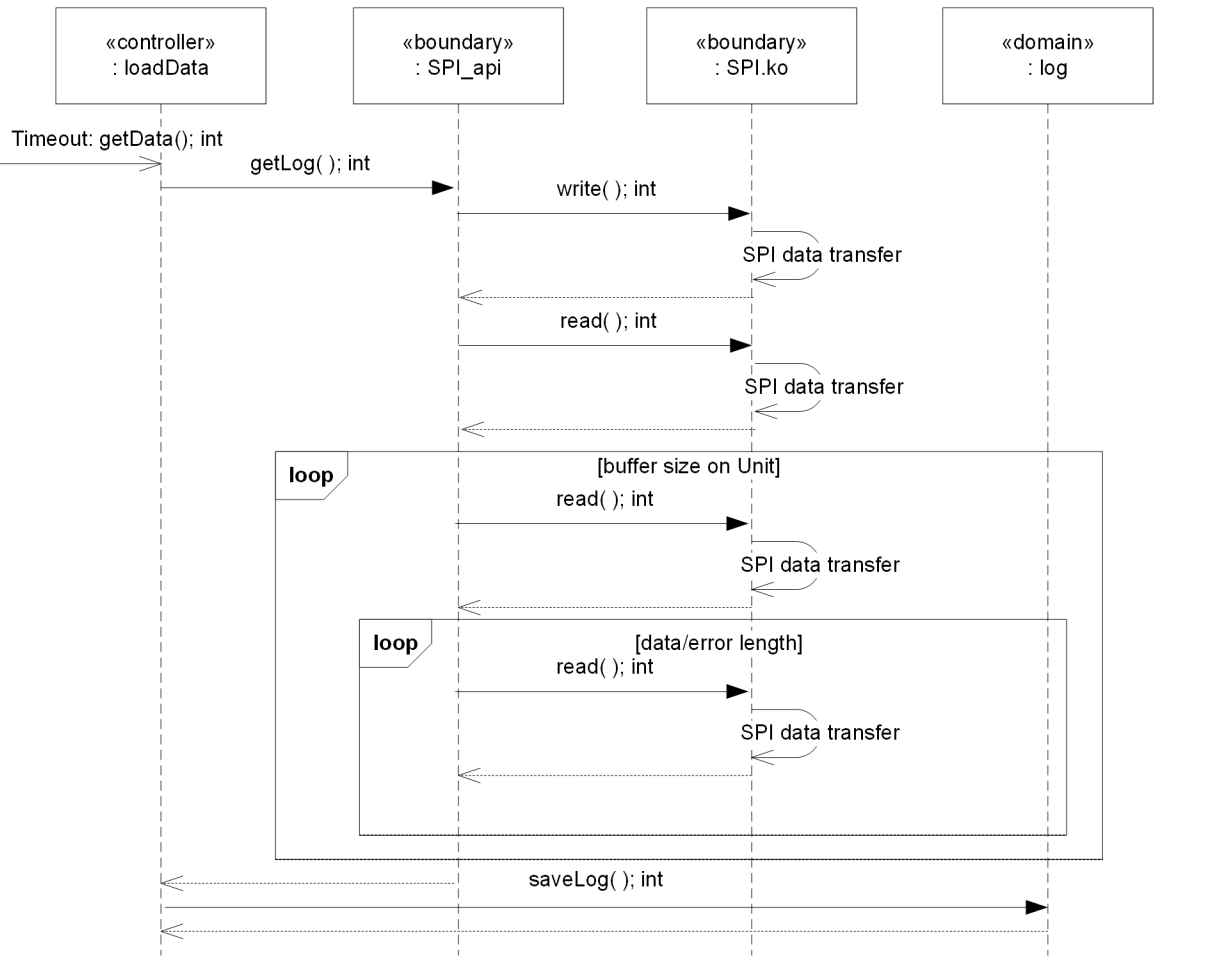 «controller»
: loadData
«boundary»
: SPI_api
«boundary»
: SPI.ko
«domain»
: log
Timeout: getData(); int
getLog( ); int
write( ); int
SPI data transfer
read( ); int
SPI data transfer
loop
[buffer size on Unit]
read( ); int
SPI data transfer
loop
[data/error length]
read( ); int
SPI data transfer
saveLog( ); int